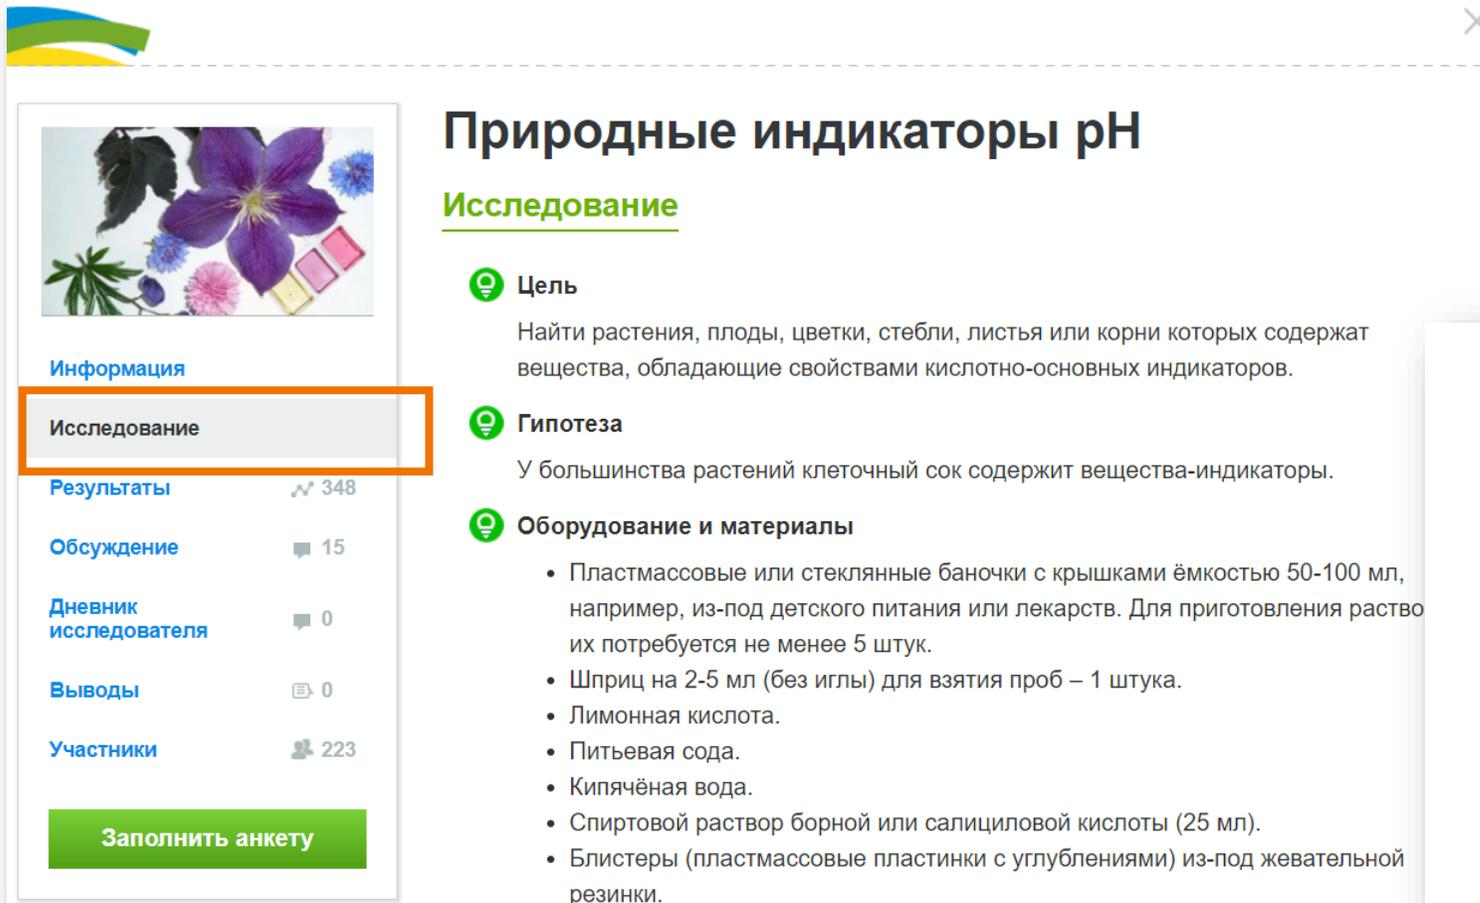 Природные индикаторы pH
Исследование
Цель
Найти растения, плоды, цветки, стебли, листья или корни которых содержат
вещества, обладающие свойствами кислотно-основных индикаторов.
Гипотеза
У большинства растений клеточный сок содержит вещества-индикаторы.
Оборудование и материалы
• Пластмассовые или стеклянные баночки с крышками ёмкостью 50-100 мл,
например, из-под детского питания или лекарств. Для приготовления раство
их потребуется не менее 5 штук.
• Шприц на 2-5 мл (без иглы) для взятия проб – 1 штука.
• Лимонная кислота.
• Питьевая сода.
• Кипячёная вода.
• Спиртовой раствор борной или салициловой кислоты (25 мл).
• Блистеры (пластмассовые пластинки с углублениями) из-под жевательной
резинки.
Информация
Исследование
Результаты 348
Обсуждение 15
Дневник
исследователя 0
Выводы 0
Участники 223
Заполнить анкету